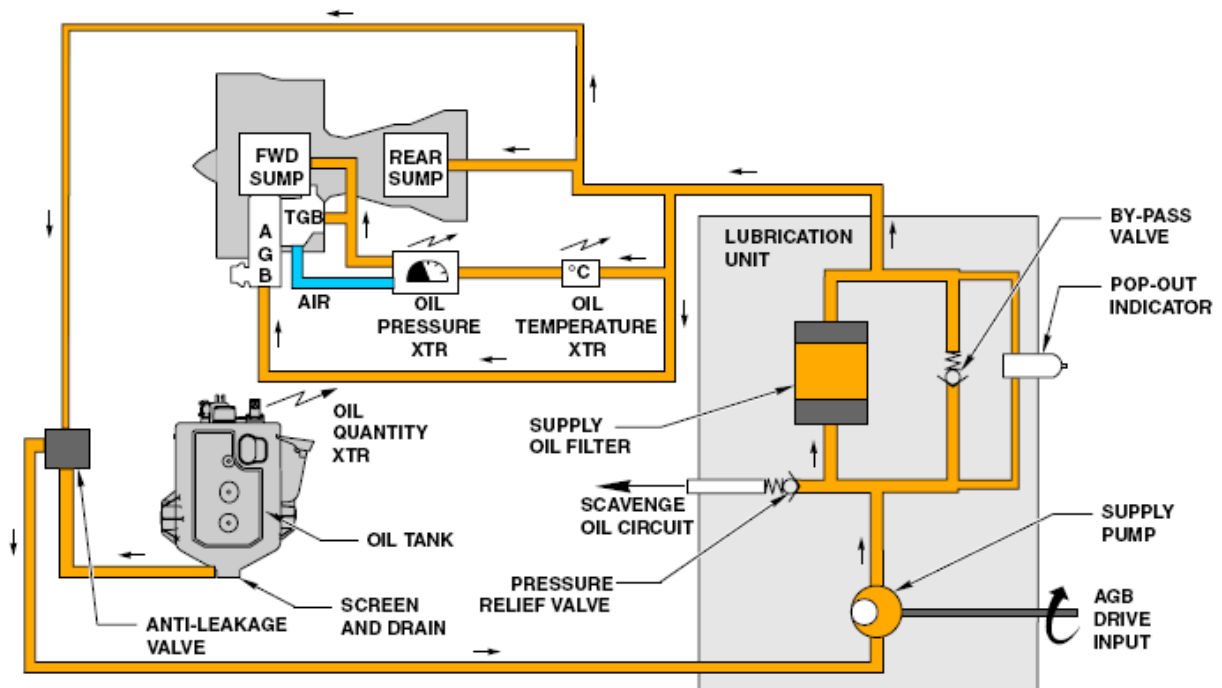 FWD
SUMP
REAR
SUMP
TGB
A
G
B
AIR
OIL
PRESSURE
XTR
°C
OIL
TEMPERATURE
XTR
LUBRICATION
UNIT
BY-PASS
VALVE
POP-OUT
INDICATOR
OIL
QUANTITY
XTR
SUPPLY
OIL FILTER
SCAVENGE
OIL CIRCUIT
OIL TANK
SUPPLY
PUMP
PRESSURE
RELIEF VALVE
SCREEN
AND DRAIN
ANTI-LEAKAGE
VALVE
AGB
DRIVE
INPUT